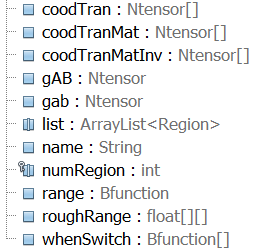 coodTran : Ntensor[]
coodTranMat : Ntensor[]
coodTranMatInv : Ntensor[]
gAB : Ntensor
gab : Ntensor
list : ArrayList<Region>
name : String
numRegion : int
range : Bfunction
roughRange : float[][]
whenSwitch : Bfunction[]